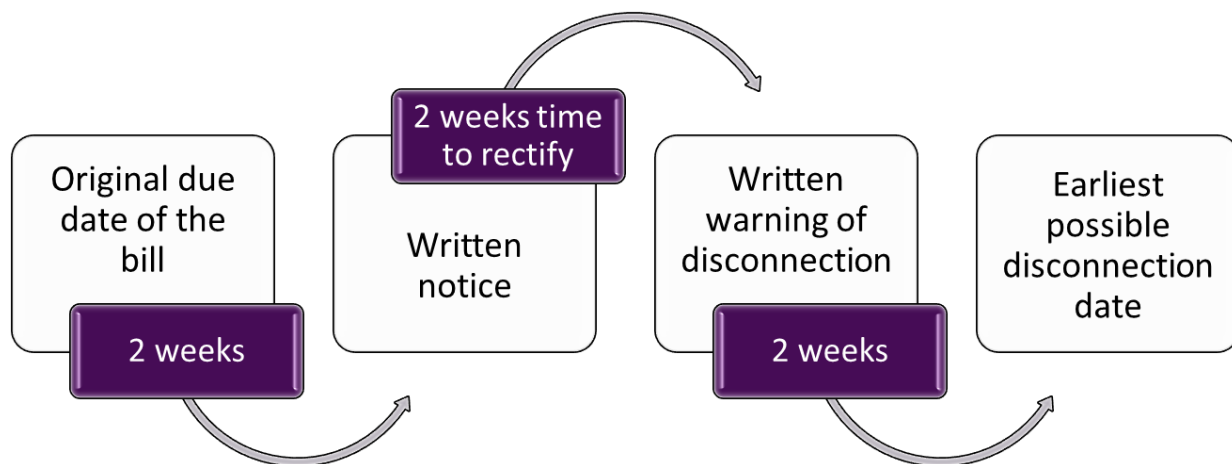 Original due
date of the
bill
2 weeks
2 weeks time
to rectify
Written
notice
Written
warning of
disconnection
2 weeks
Earliest
possible
disconnection
date